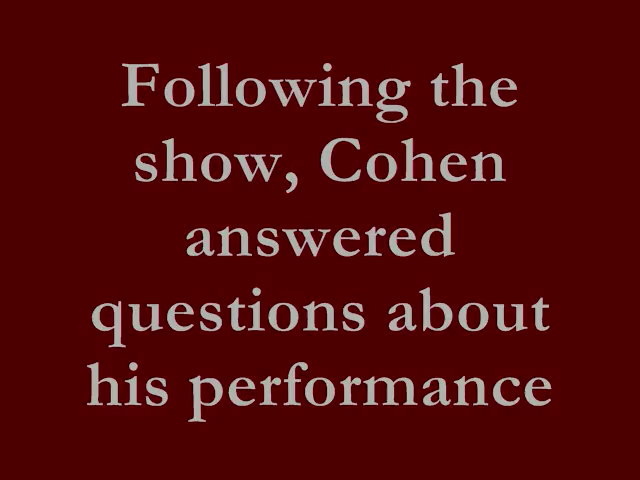 Following the
show, Cohen
answered
questions about
his performance